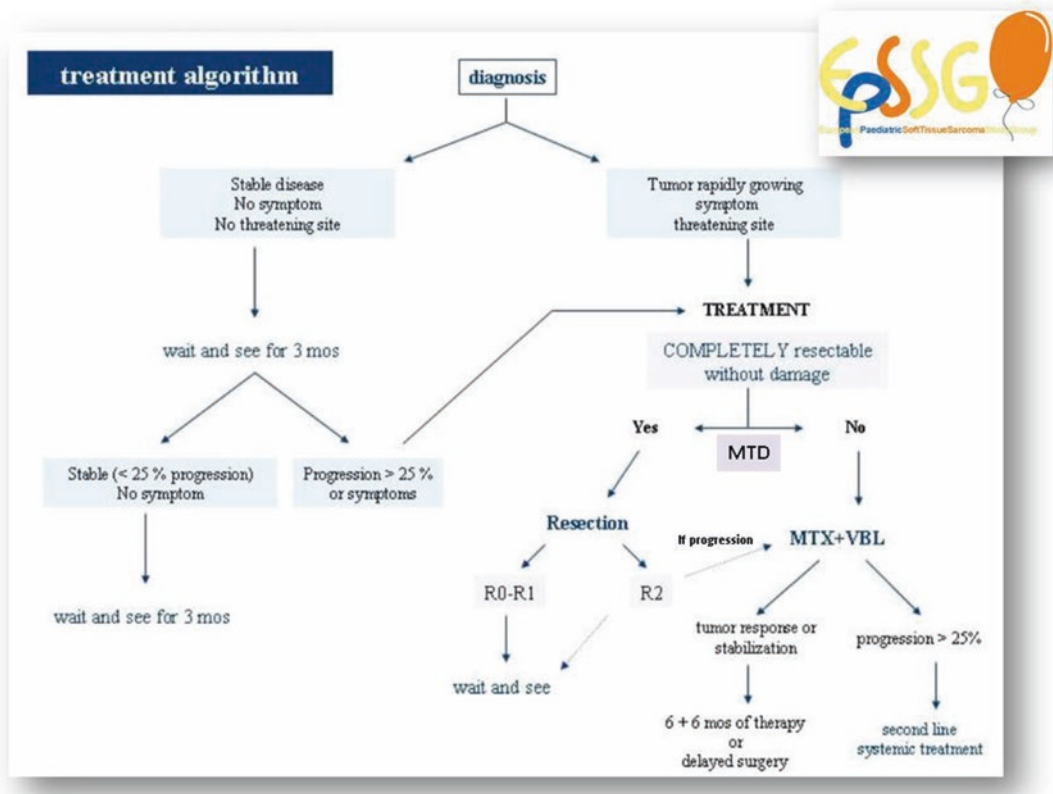 treatment algorithm
diagnosis
EpSSG
European Paediatric Soft Tissue Sarcoma Study Group
Stable disease
No symptom
No threatening site
Tumor rapidly growing
symptom
threatening site
wait and see for 3 mos
TREATMENT
COMPLETELY resectable
without damage
Yes
No
MTD
Stable (< 25 % progression)
No symptom
Progression > 25 %
or symptoms
Resection
If progression
MTX+VBL
R0-R1
R2
wait and see for 3 mos
tumor response or
stabilization
progression > 25%
wait and see
6 + 6 mos of therapy
or
delayed surgery
second line
systemic treatment